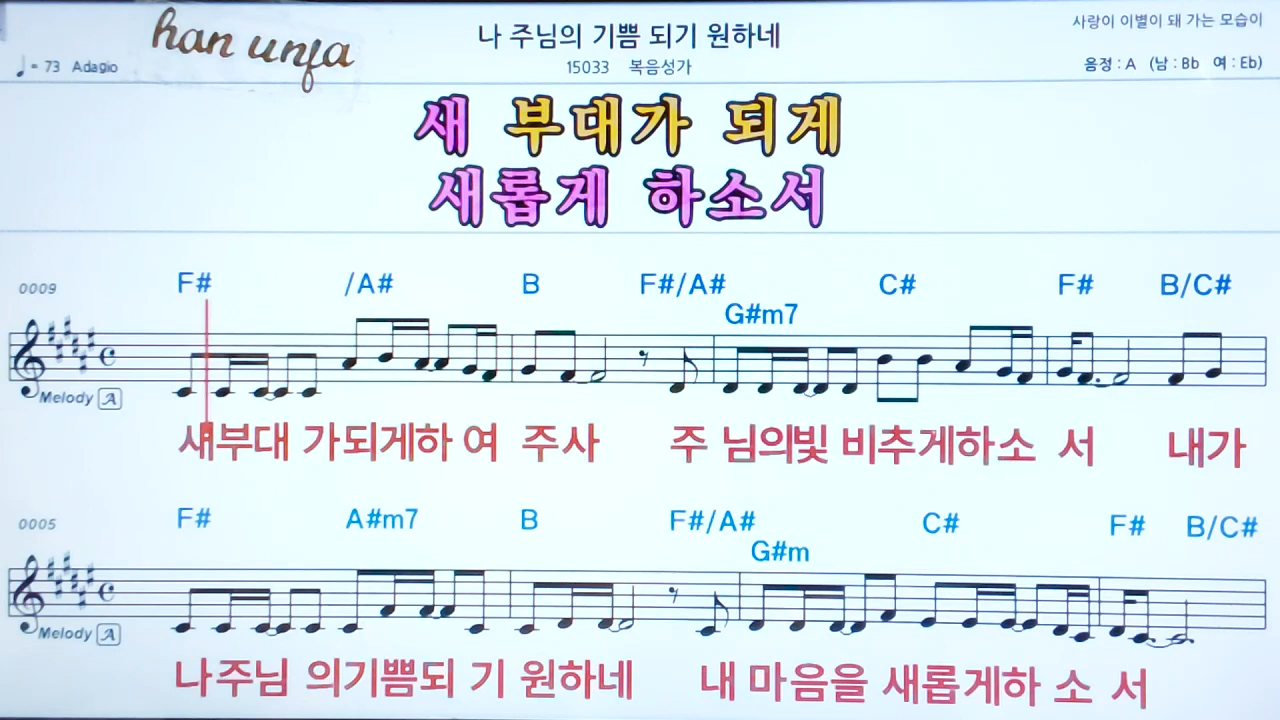 han unfa
나 주님의 기쁨 되기 원하네
사랑이 이별이 돼 가는 모습이
♩= 73 Adagio
15033 복음성가
음정 : A (남 : Bb 여 : Eb)
새 부대가 되게
새롭게 하소서
0009 F# /A# B F#/A# G#m7 C# F# B/C#
Melody A
새부대 가되게하 여 주사 주 님의빛 비추게하소 서 내가
0005 F# A#m7 B F#/A# G#m C# F# B/C#
Melody A
나주님 의기쁨되 기 원하네 내 마음을 새롭게하 소 서